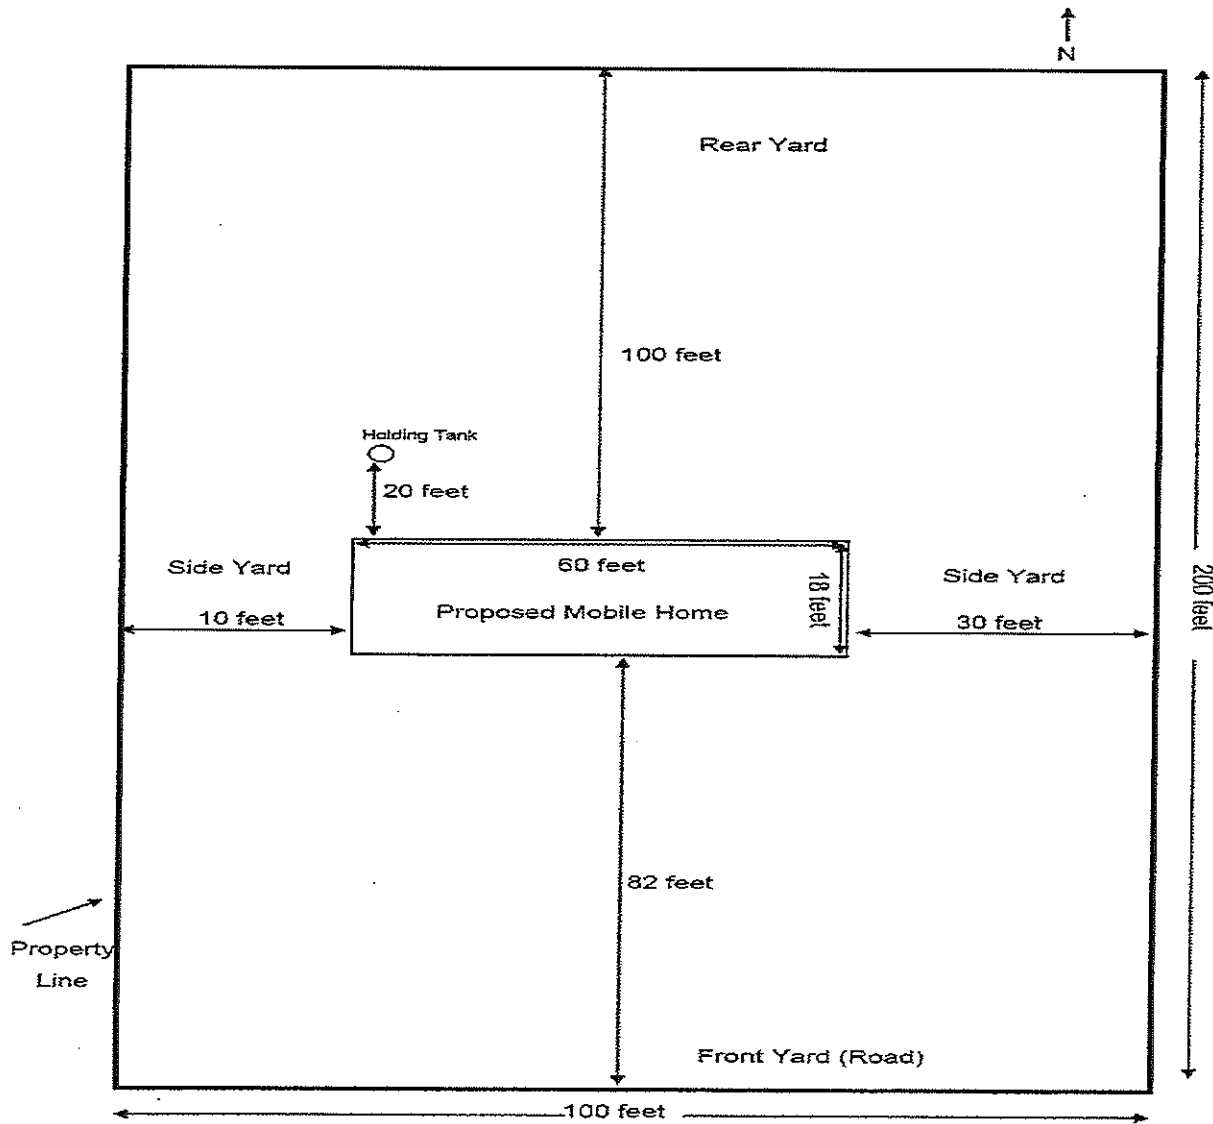 N
Rear Yard
100 feet
Holding Tank
20 feet
Side Yard
60 feet
18 feet
Side Yard
200 feet
10 feet
Proposed Mobile Home
30 feet
82 feet
Property
Line
Front Yard (Road)
100 feet